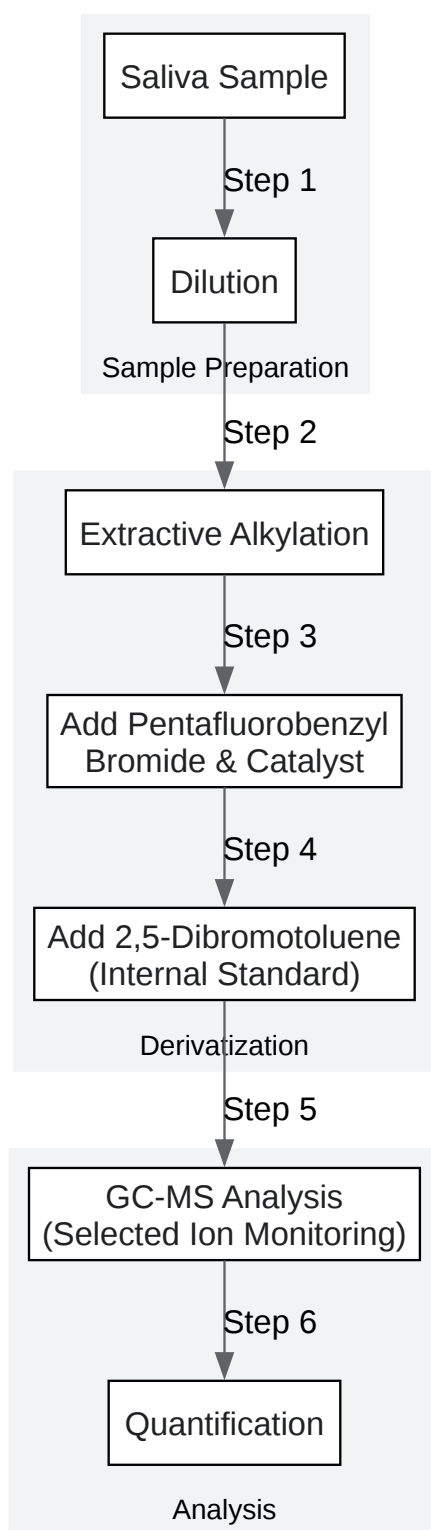 Saliva Sample
Step 1
Dilution
Sample Preparation
Step 2
Extractive Alkylation
Step 3
Add Pentafluorobenzyl
Bromide & Catalyst
Step 4
Add 2,5-Dibromotoluene
(Internal Standard)
Derivatization
Step 5
GC-MS Analysis
(Selected Ion Monitoring)
Step 6
Quantification
Analysis